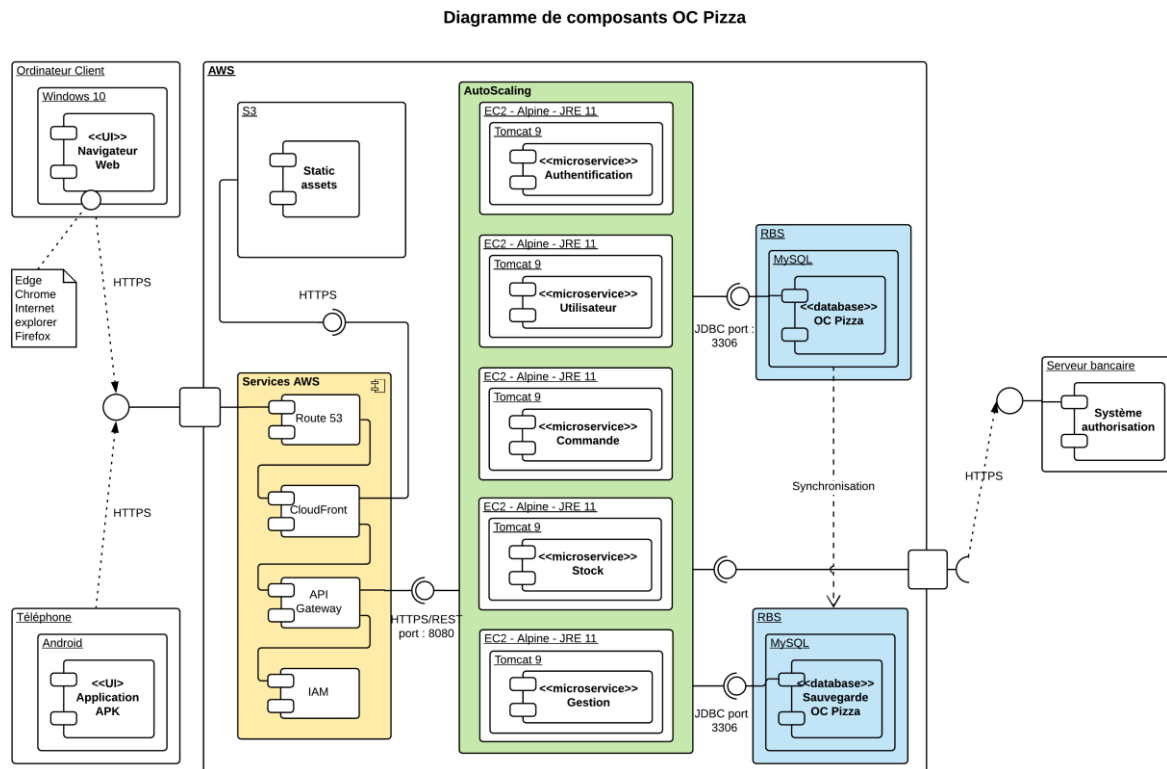 Diagramme de composants OC Pizza
Ordinateur Client
Windows 10
<<UI>>
Navigateur
Web
Edge
Chrome
Internet
explorer
Firefox
HTTPS
HTTPS
Téléphone
Android
<<UI>
Application
APK
AWS
S3
Static
assets
HTTPS
Services AWS
Route 53
CloudFront
API
Gateway
IAM
HTTPS/REST
port : 8080
AutoScaling
EC2 - Alpine - JRE 11
Tomcat 9
<<microservice>>
Authentification
EC2 - Alpine - JRE 11
Tomcat 9
<<microservice>>
Utilisateur
EC2 - Alpine - JRE 11
Tomcat 9
<<microservice>>
Commande
EC2 - Alpine - JRE 11
Tomcat 9
<<microservice>>
Stock
EC2 - Alpine - JRE 11
Tomcat 9
<<microservice>>
Gestion
JDBC port :
3306
RBS
MySQL
<<database>>
OC Pizza
Synchronisation
JDBC port
3306
RBS
MySQL
<<database>>
Sauvegarde
OC Pizza
HTTPS
Serveur bancaire
Système
authorisation